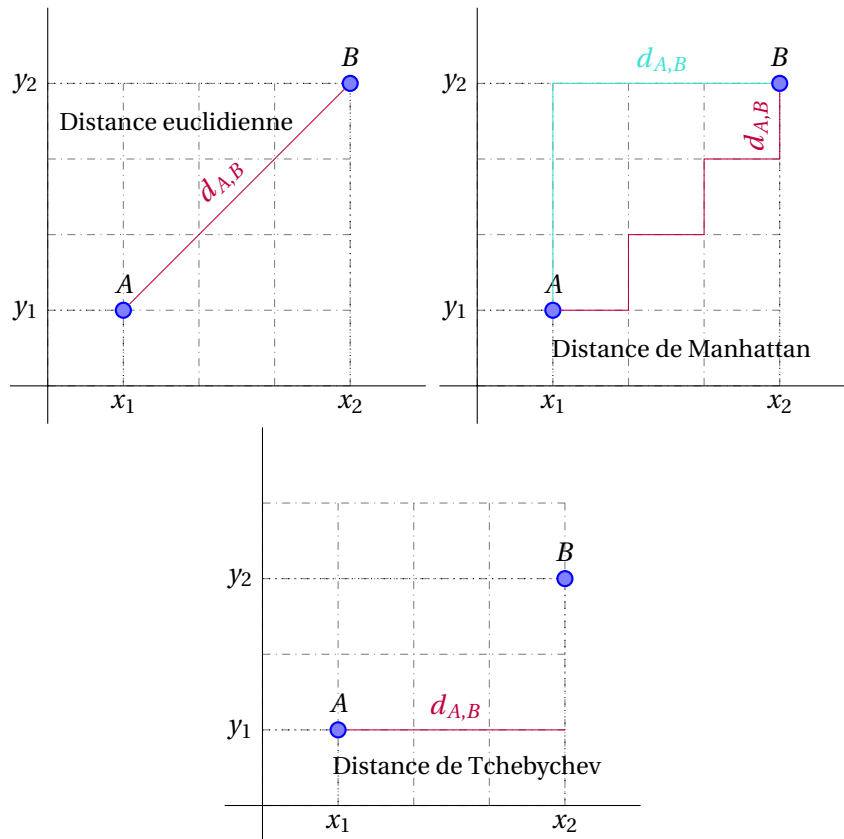 B
y2
Distance euclidienne
dA,B
A
y1
x1 x2
dA,B
B
y2
dA,B
A
y1
Distance de Manhattan
x1 x2
B
y2
A
dA,B
y1
Distance de Tchebychev
x1 x2